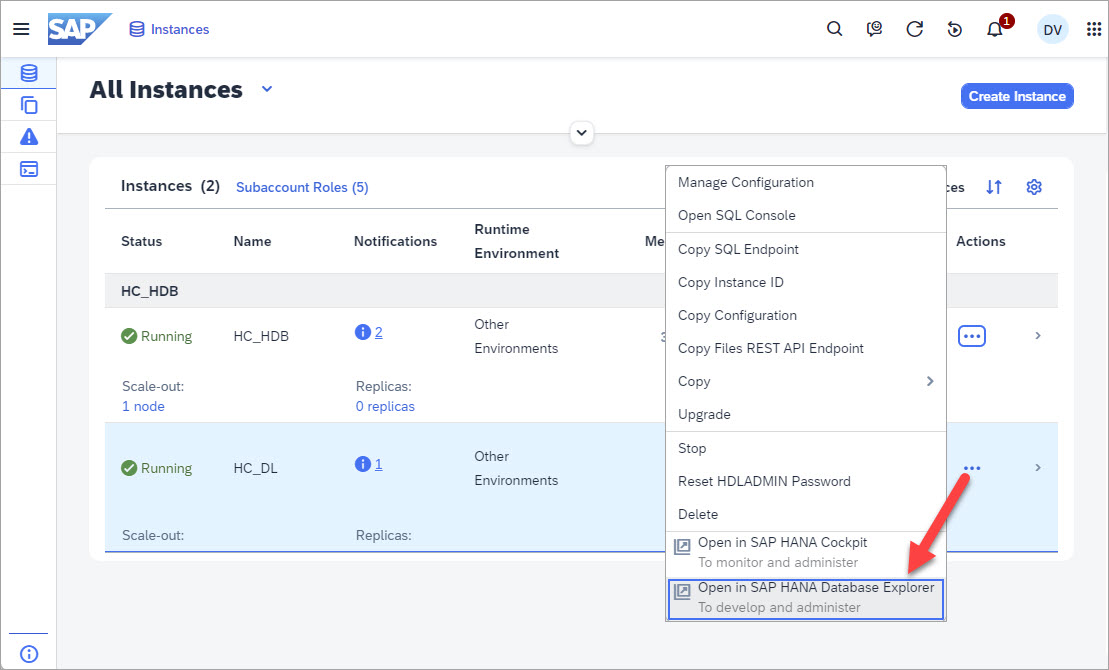 SAP
Instances
1
DV
All Instances
Create Instance
Instances (2)
Subaccount Roles (5)
Status
Name
Notifications
Runtime
Environment
Actions
HC_HDB
Running
HC_HDB
2
Other
Environments
Scale-out:
1 node
Replicas:
0 replicas
Running
HC_DL
1
Other
Environments
Scale-out:
Replicas:
Manage Configuration
Open SQL Console
Copy SQL Endpoint
Copy Instance ID
Copy Configuration
Copy Files REST API Endpoint
Copy
Upgrade
Stop
Reset HDLADMIN Password
Delete
Open in SAP HANA Cockpit
To monitor and administer
Open in SAP HANA Database Explorer
To develop and administer